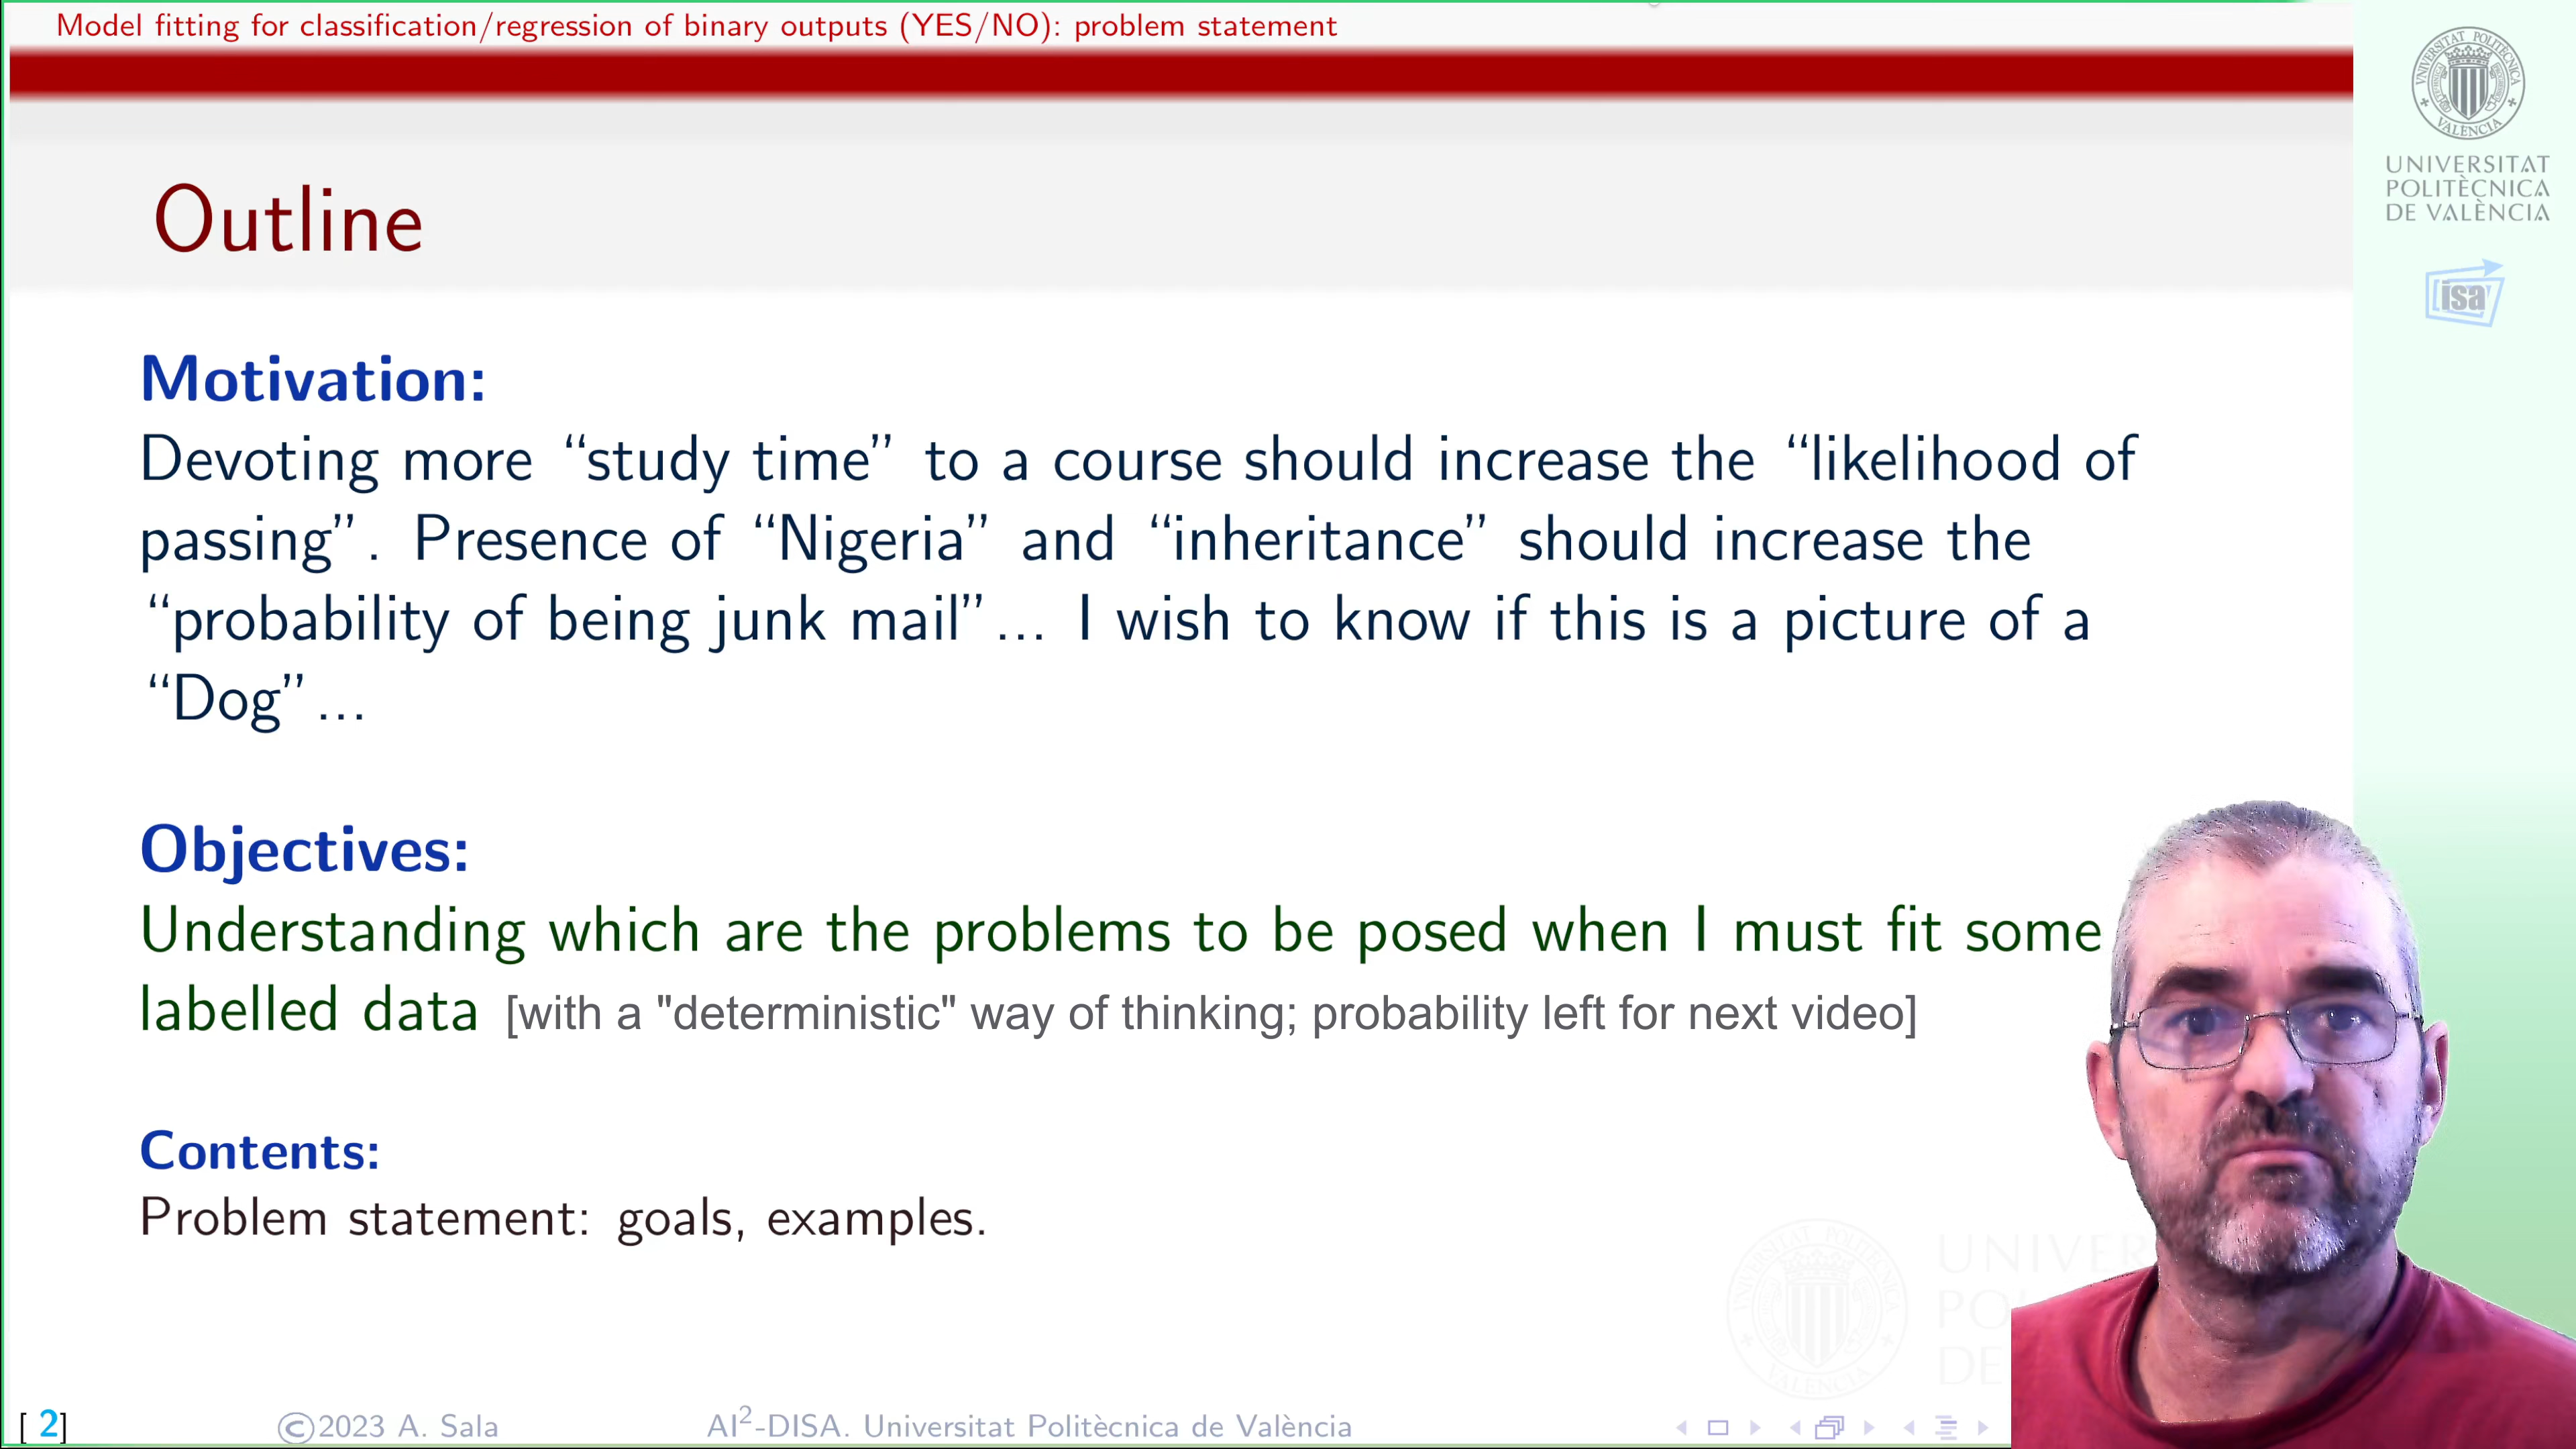 Model fitting for classification/regression of binary outputs (YES/NO): problem statement
Outline
Motivation:
Devoting more “study time” to a course should increase the “likelihood of
passing”. Presence of “Nigeria” and “inheritance” should increase the
“probability of being junk mail”... I wish to know if this is a picture of a
“Dog”...
Objectives:
Understanding which are the problems to be posed when I must fit some
labelled data [with a "deterministic" way of thinking; probability left for next video]
Contents:
Problem statement: goals, examples.
[ 2]
©2023 A. Sala
AI²-DISA. Universitat Politècnica de València
UNIVERSITAT POLITÈCNICA
VALÈNCIA
UNIVERSITAT
POLITÈCNICA
DE VALÈNCIA
isa